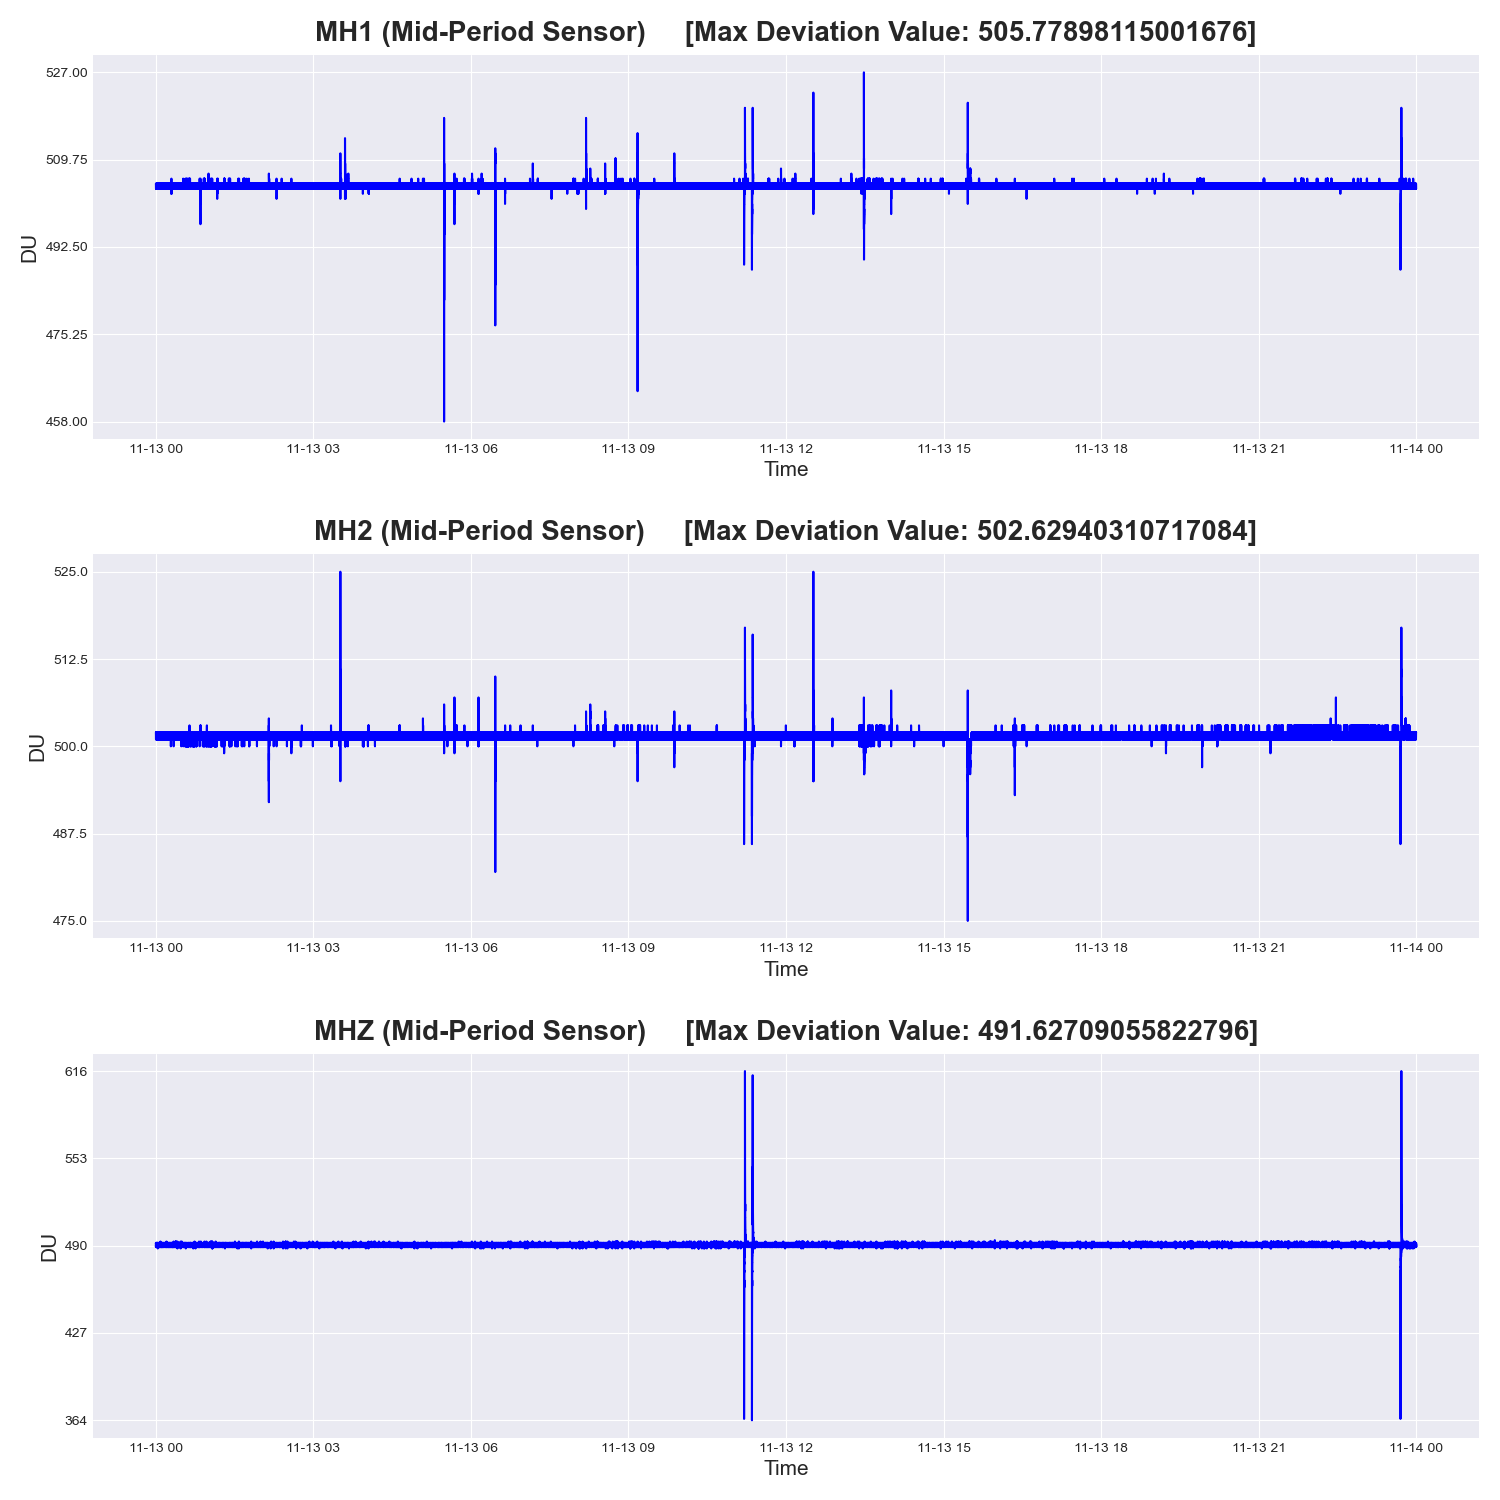 MH1 (Mid-Period Sensor) [Max Deviation Value: 505.77898115001676]
527.00
509.75
492.50
475.25
458.00
DU
11-13 00 11-13 03 11-13 06 11-13 09 11-13 12 11-13 15 11-13 18 11-13 21 11-14 00
Time
MH2 (Mid-Period Sensor) [Max Deviation Value: 502.62940310717084]
525.0
512.5
500.0
487.5
475.0
DU
11-13 00 11-13 03 11-13 06 11-13 09 11-13 12 11-13 15 11-13 18 11-13 21 11-14 00
Time
MHZ (Mid-Period Sensor) [Max Deviation Value: 491.62709055822796]
616
553
490
427
364
DU
11-13 00 11-13 03 11-13 06 11-13 09 11-13 12 11-13 15 11-13 18 11-13 21 11-14 00
Time